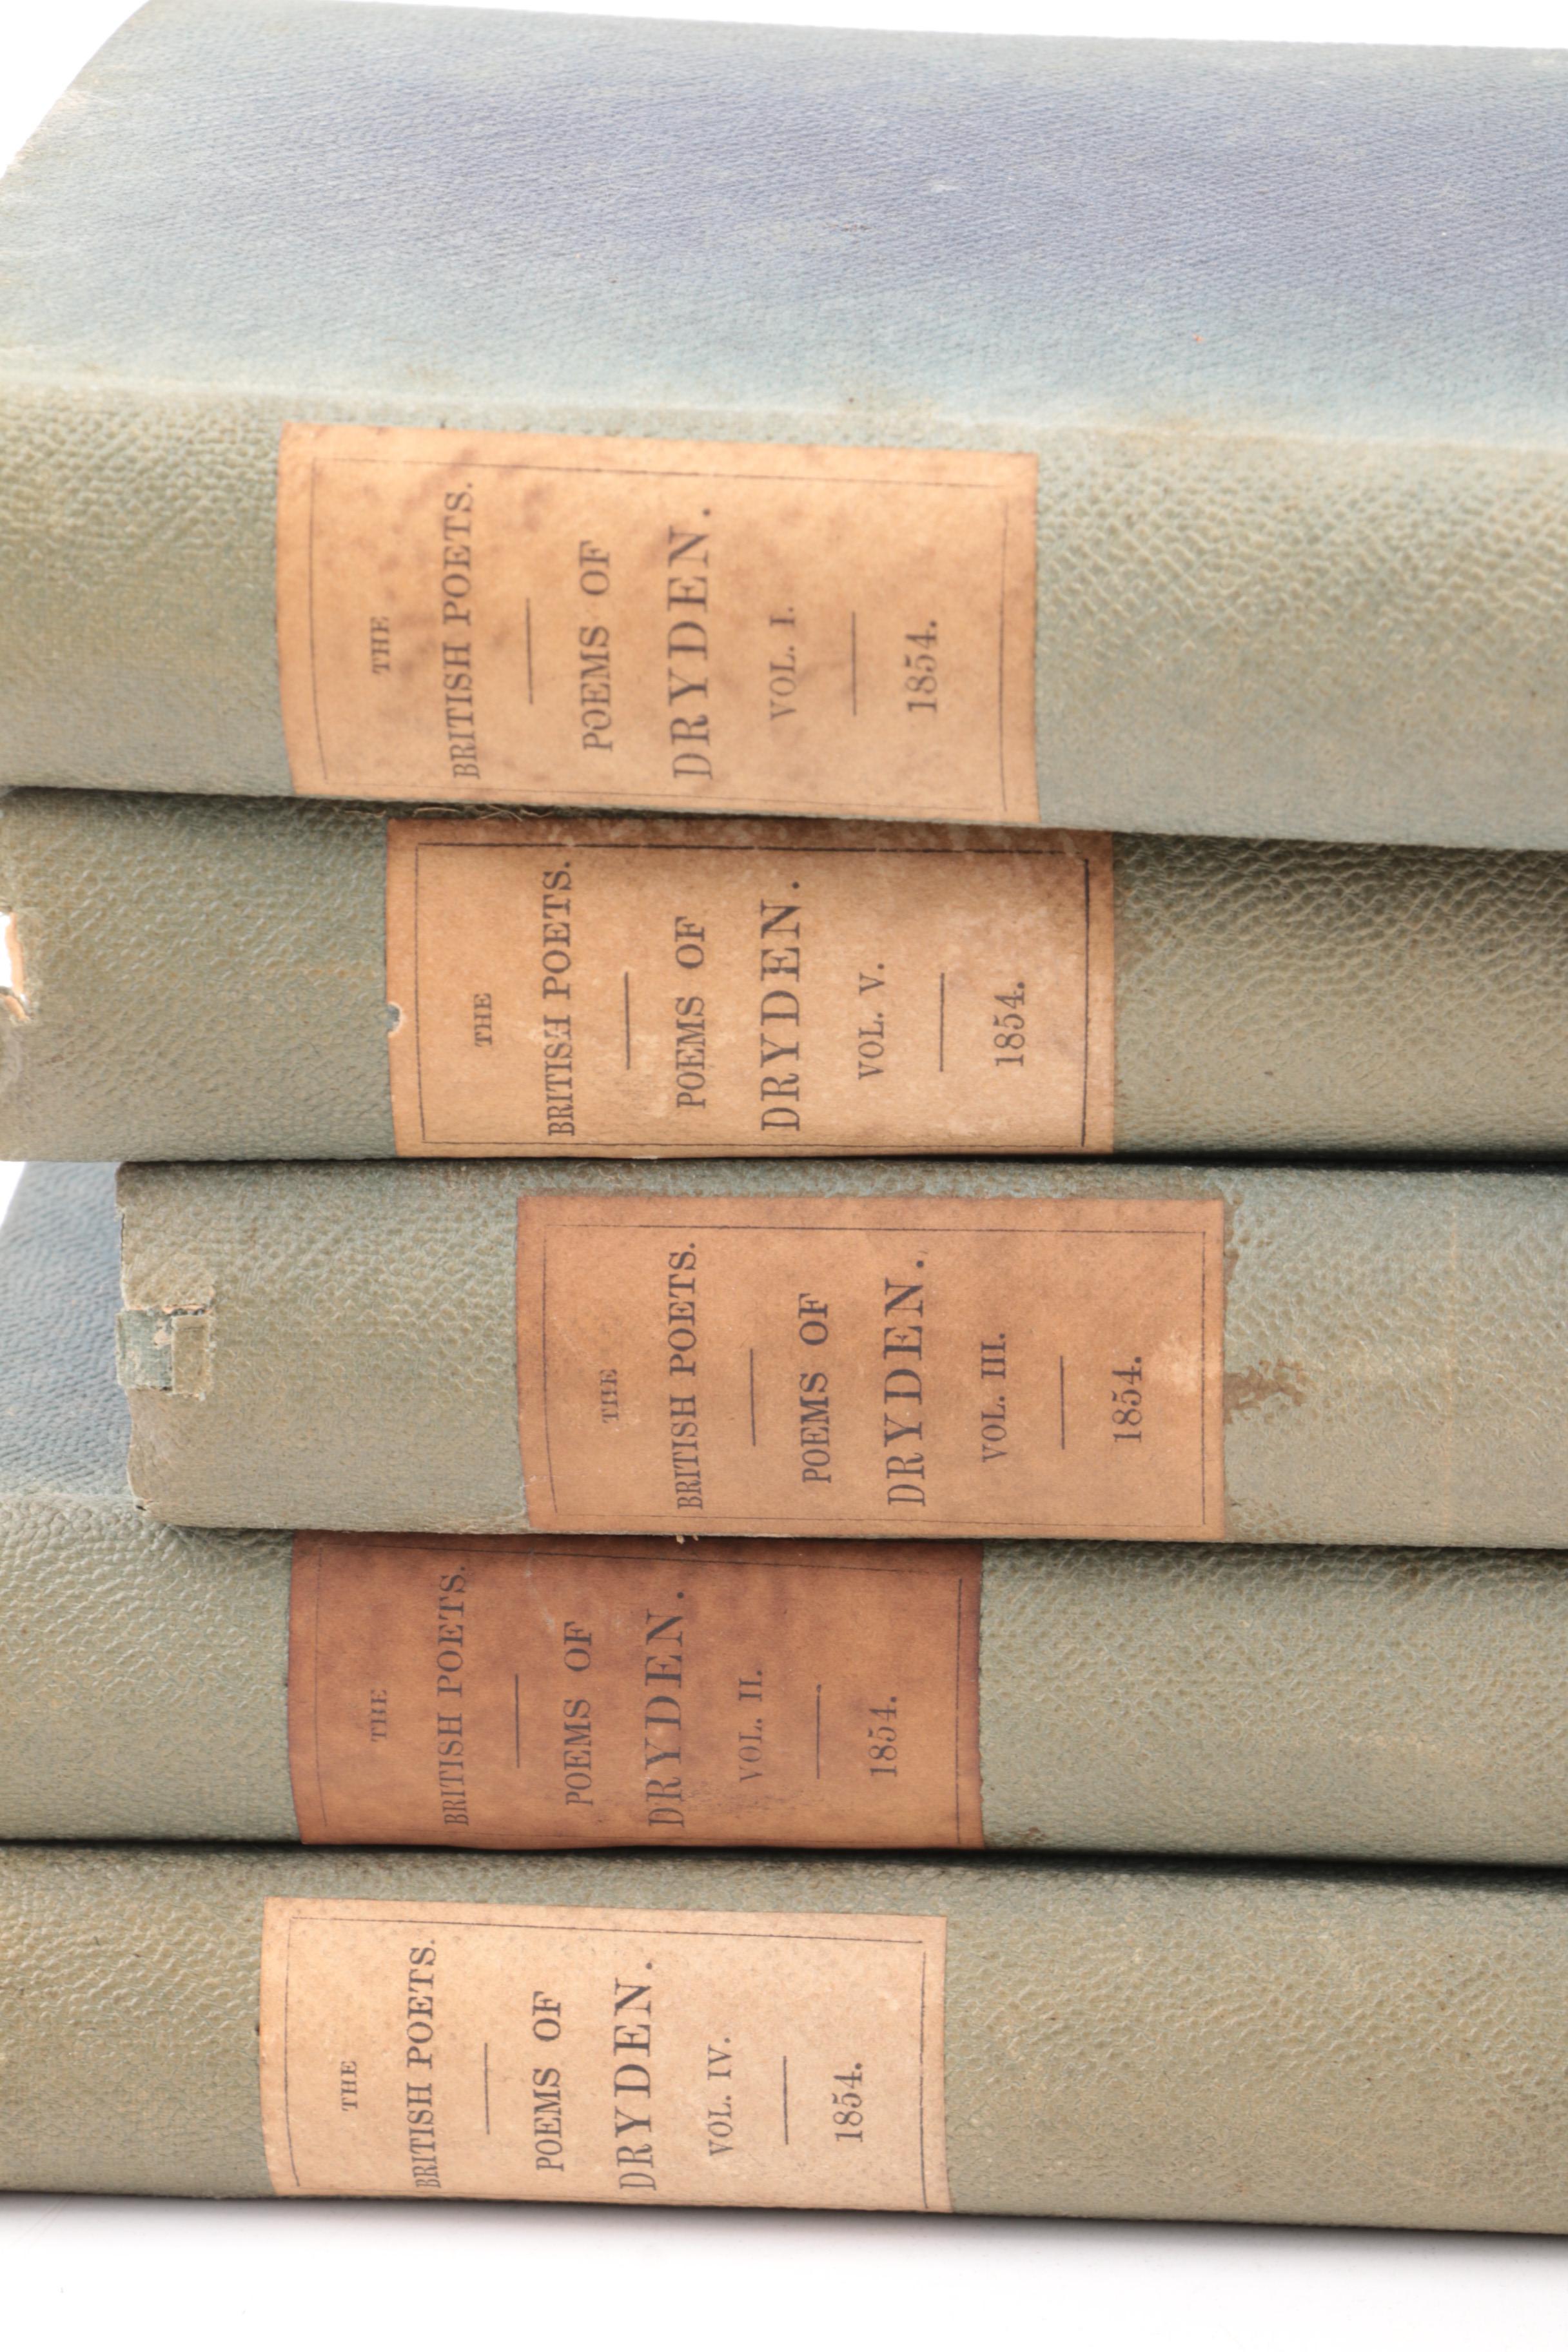 THE
BRITISH POETS.
POEMS OF
DRYDEN.
VOL. I.
1854.
THE
BRITISH POETS.
POEMS OF
DRYDEN.
VOL. V.
1854.
THE
BRITISH POETS.
POEMS OF
DRYDEN.
VOL. III.
1854.
THE
BRITISH POETS.
POEMS OF
DRYDEN.
VOL. II.
1854.
THE
BRITISH POETS.
POEMS OF
DRYDEN.
VOL. IV.
1854.